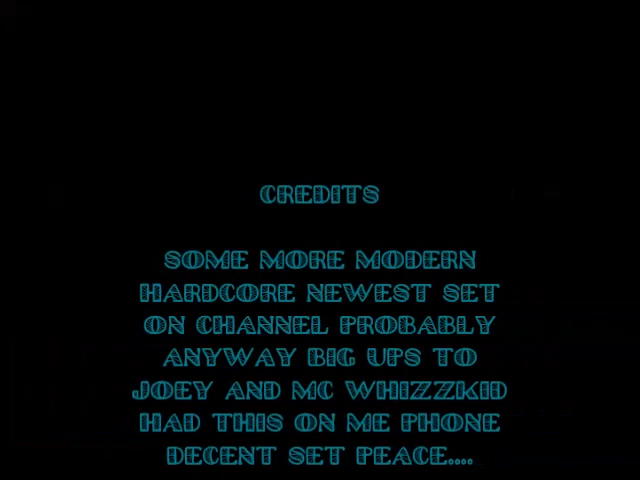 CREDITS
SOME MORE MODERN
HARDCORE NEWEST SET
ON CHANNEL PROBABLY
ANYWAY BIG UPS TO
JOEY AND MC WHIZZKID
HAD THIS ON ME PHONE
DECENT SET PEACE....